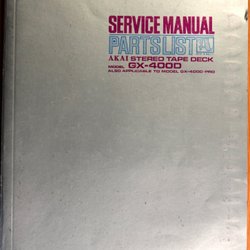 SERVICE MANUAL
PARTS LIST
AKAI STEREO TAPE DECK
MODEL GX-400D
ALSO APPLICABLE TO MODEL GX-400D-PRO